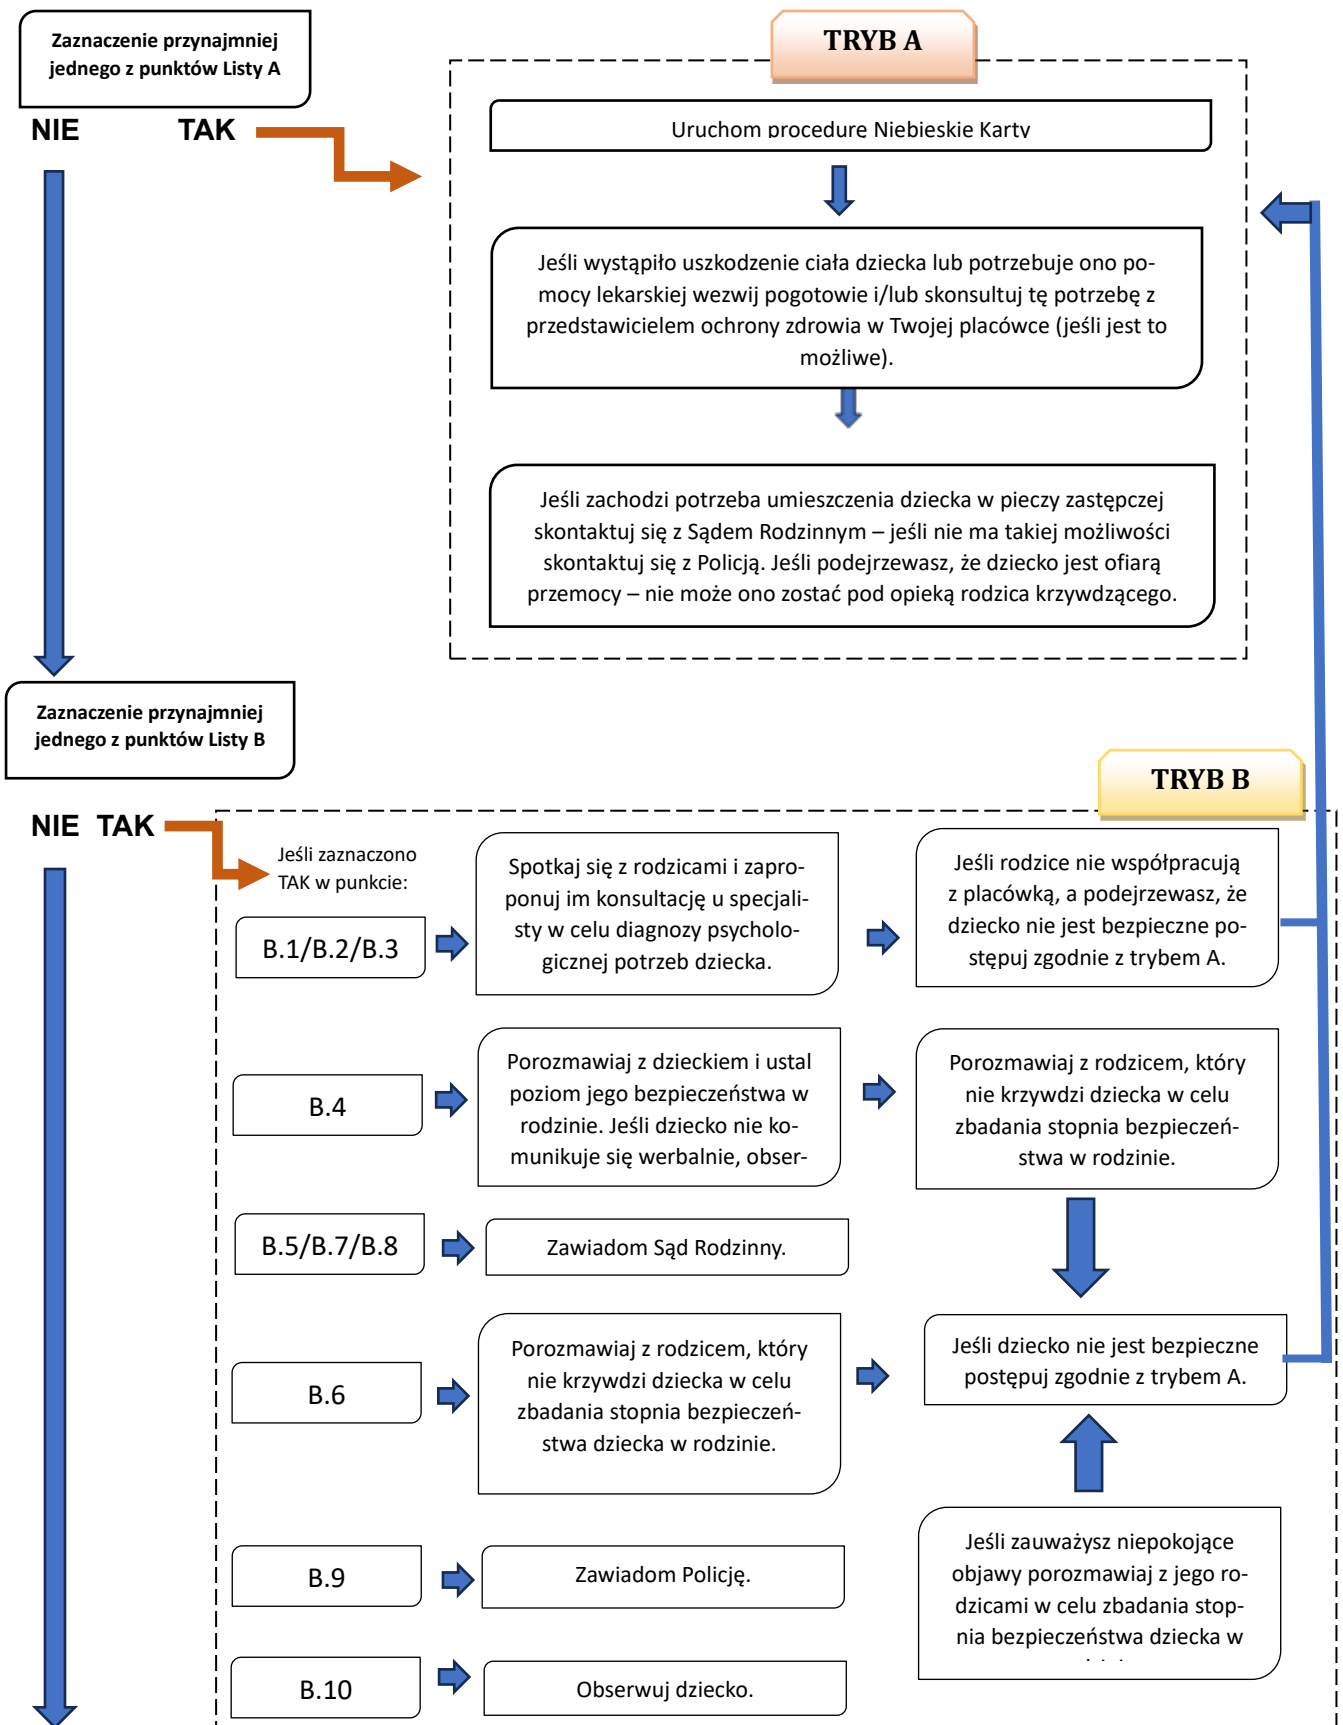 Zaznaczenie przynajmniej
jednego z punktów Listy A
NIE TAK
TRYB A
Uruchom procedurę Niebieskie Karty
Jeśli wystąpiło uszkodzenie ciała dziecka lub potrzebuje ono po-
mocy lekarskiej wezwij pogotowie i/lub skonsultuj tę potrzebę z
przedstawicielem ochrony zdrowia w Twojej placówce (jeśli jest to
możliwe).
Jeśli zachodzi potrzeba umieszczenia dziecka w pieczy zastępczej
skontaktuj się z Sądem Rodzinnym – jeśli nie ma takiej możliwości
skontaktuj się z Policją. Jeśli podejrzewasz, że dziecko jest ofiarą
przemocy – nie może ono zostać pod opieką rodzica krzywdzącego.
Zaznaczenie przynajmniej
jednego z punktów Listy B
NIE TAK
TRYB B
Jeśli zaznaczono
TAK w punkcie:
B.1/B.2/B.3
Spotkaj się z rodzicami i zapro-
ponuj im konsultację u specjali-
sty w celu diagnozy psycholo-
gicznej potrzeb dziecka.
Jeśli rodzice nie współpracują
z placówką, a podejrzewasz, że
dziecko nie jest bezpieczne po-
stępuj zgodnie z trybem A.
B.4
Porozmawiaj z dzieckiem i ustal
poziom jego bezpieczeństwa w
rodzinie. Jeśli dziecko nie ko-
munikuje się werbalnie, obser-
Porozmawiaj z rodzicem, który
nie krzywdzi dziecka w celu
zbadania stopnia bezpieczeń-
stwa w rodzinie.
B.5/B.7/B.8
Zawiadom Sąd Rodzinny.
B.6
Porozmawiaj z rodzicem, który
nie krzywdzi dziecka w celu
zbadania stopnia bezpieczeń-
stwa dziecka w rodzinie.
Jeśli dziecko nie jest bezpieczne
postępuj zgodnie z trybem A.
B.9
Zawiadom Policję.
Jeśli zauważysz niepokojące
objawy porozmawiaj z jego ro-
dzicami w celu zbadania stop-
nia bezpieczeństwa dziecka w
B.10
Obserwuj dziecko.